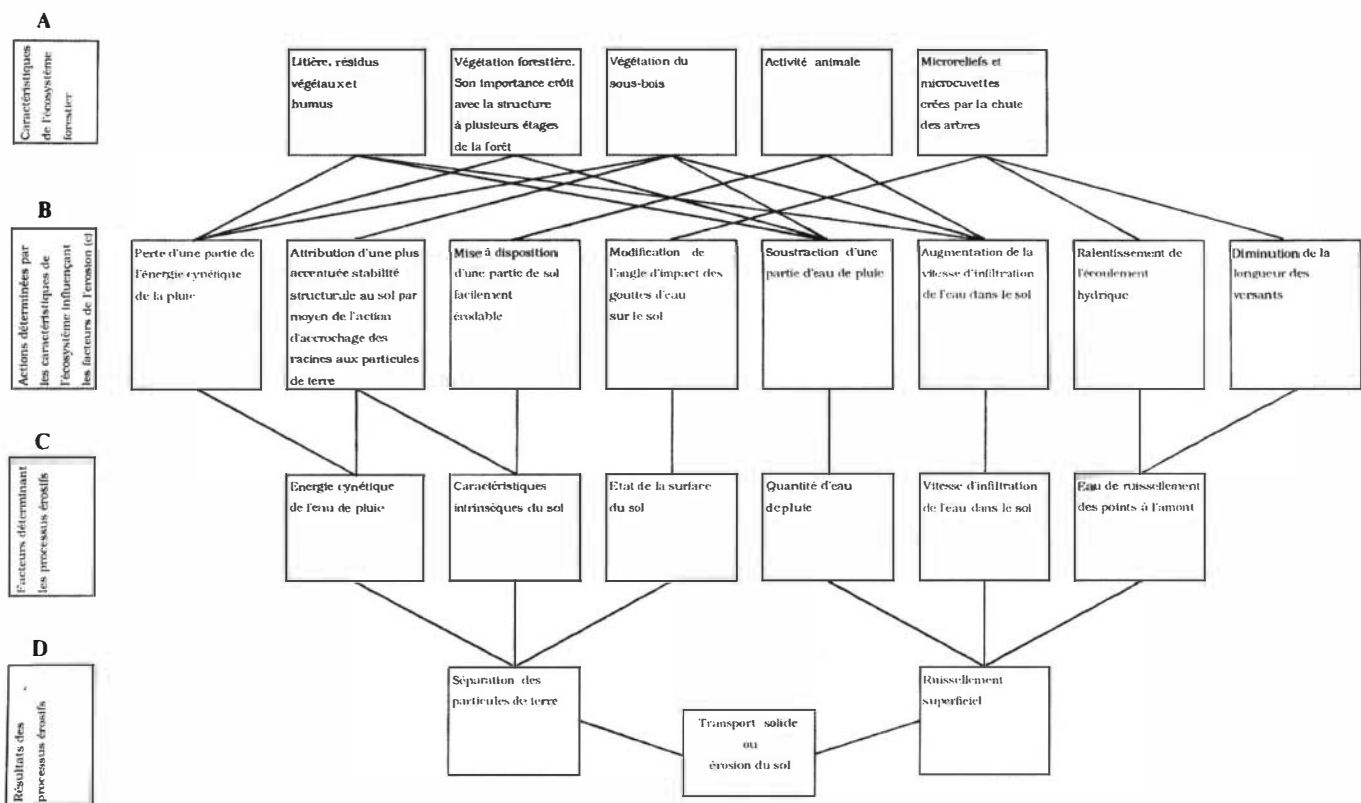 A
Caractéristiques
de l'écosystème
forestier
Litière, résidus
végétaux et
humus
Végétation forestière.
Son importance crôit
avec la structure
à plusieurs étages
de la forêt
Végétation du
sous-bois
Activité animale
Microreliefs et
microcuvettes
crées par la chute
des arbres
B
Actions déterminées par
les caractéristiques de
l'écosystème influençant
les facteurs de l'erosion (c)
Perte d'une partie de
l'énergie cynétique
de la pluie
Attribution d'une plus
accentuée stabilité
structurale au sol par
moyen de l'action
d'accrochage des
racines aux particules
de terre
Mise à disposition
d'une partie de sol
facilement
érodable
Modification de
l'angle d'impact des
gouttes d'eau
sur le sol
Soustraction d'une
partie d'eau de pluie
Augmentation de la
vitesse d'infiltration
de l'eau dans le sol
Ralentissement de
l'écoulement
hydrique
Diminution de la
longueur des
versants
C
Facteurs déterminant
les processus érosifs
Energie cynétique
de l'eau de pluie
Caractéristiques
intrinsèques du sol
Etat de la surface
du sol
Quantité d'eau
de pluie
Vitesse d'infiltration
de l'eau dans le sol
Eau de ruissellement
des points à l'amont
D
Résultats des
processus érosifs
Séparation des
particules de terre
Transport solide
ou
érosion du sol
Ruissellement
superficiel